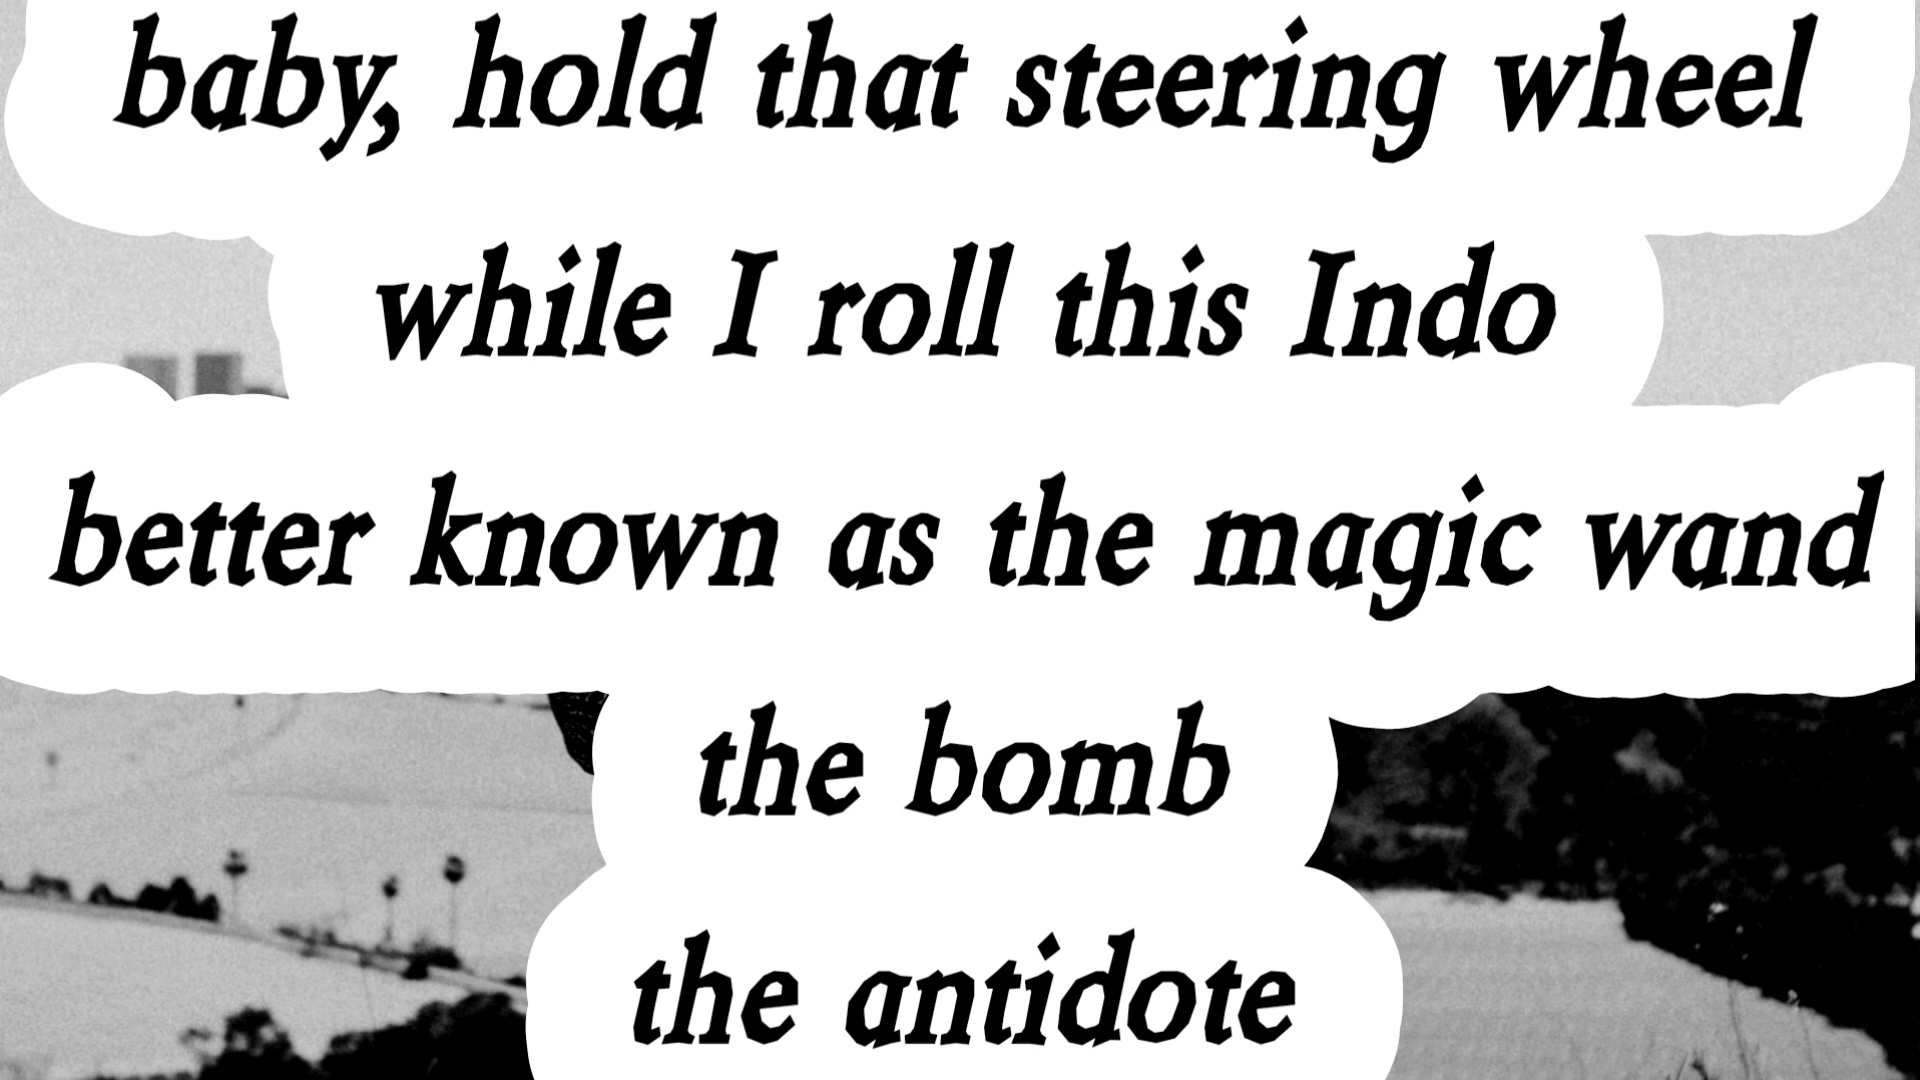 baby, hold that steering wheel
while I roll this Indo
better known as the magic wand
the bomb
the antidote